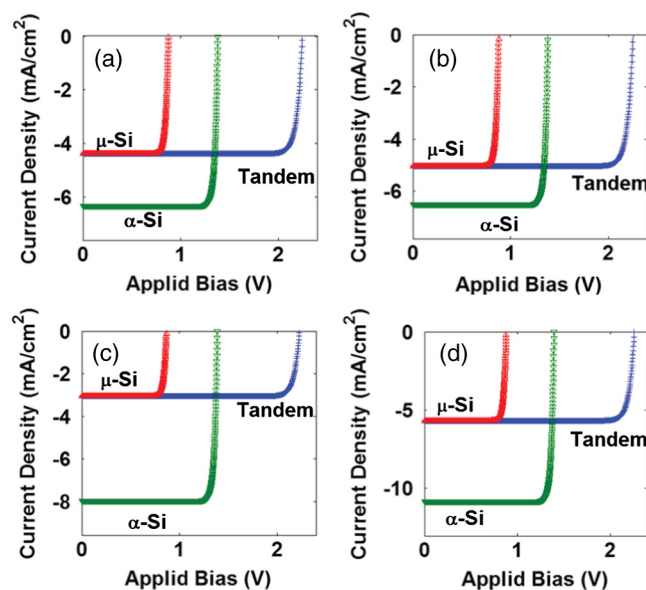 (a)
Current Density (mA/cm²)
0
-2
-4
-6
μ-Si
Tandem
α-Si
0
1
2
Applid Bias (V)
(b)
Current Density (mA/cm²)
0
-2
-4
-6
μ-Si
Tandem
α-Si
0
1
2
Applid Bias (V)
(c)
Current Density (mA/cm²)
0
-2
-4
-6
-8
μ-Si
Tandem
α-Si
0
1
2
Applid Bias (V)
(d)
Current Density (mA/cm²)
0
-5
-10
μ-Si
Tandem
α-Si
0
1
2
Applid Bias (V)